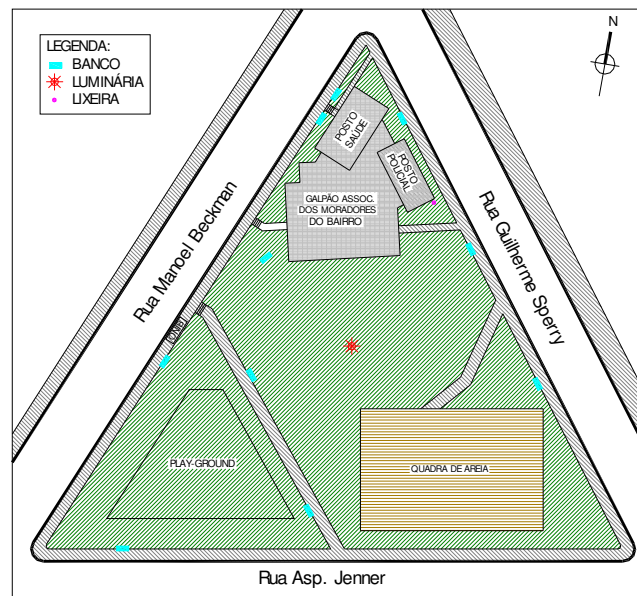 LEGENDA:
BANCO
LUMINÁRIA
LIXEIRA
N
POSTO
SAÚDE
POSTO
POLICIAL
GALPÃO ASSOC.
DOS MORADORES
DO BAIRRO
Rua Manoel Beckman
Rua Guilherme Sperry
PLAY-GROUND
QUADRA DE AREIA
Rua Asp. Jenner